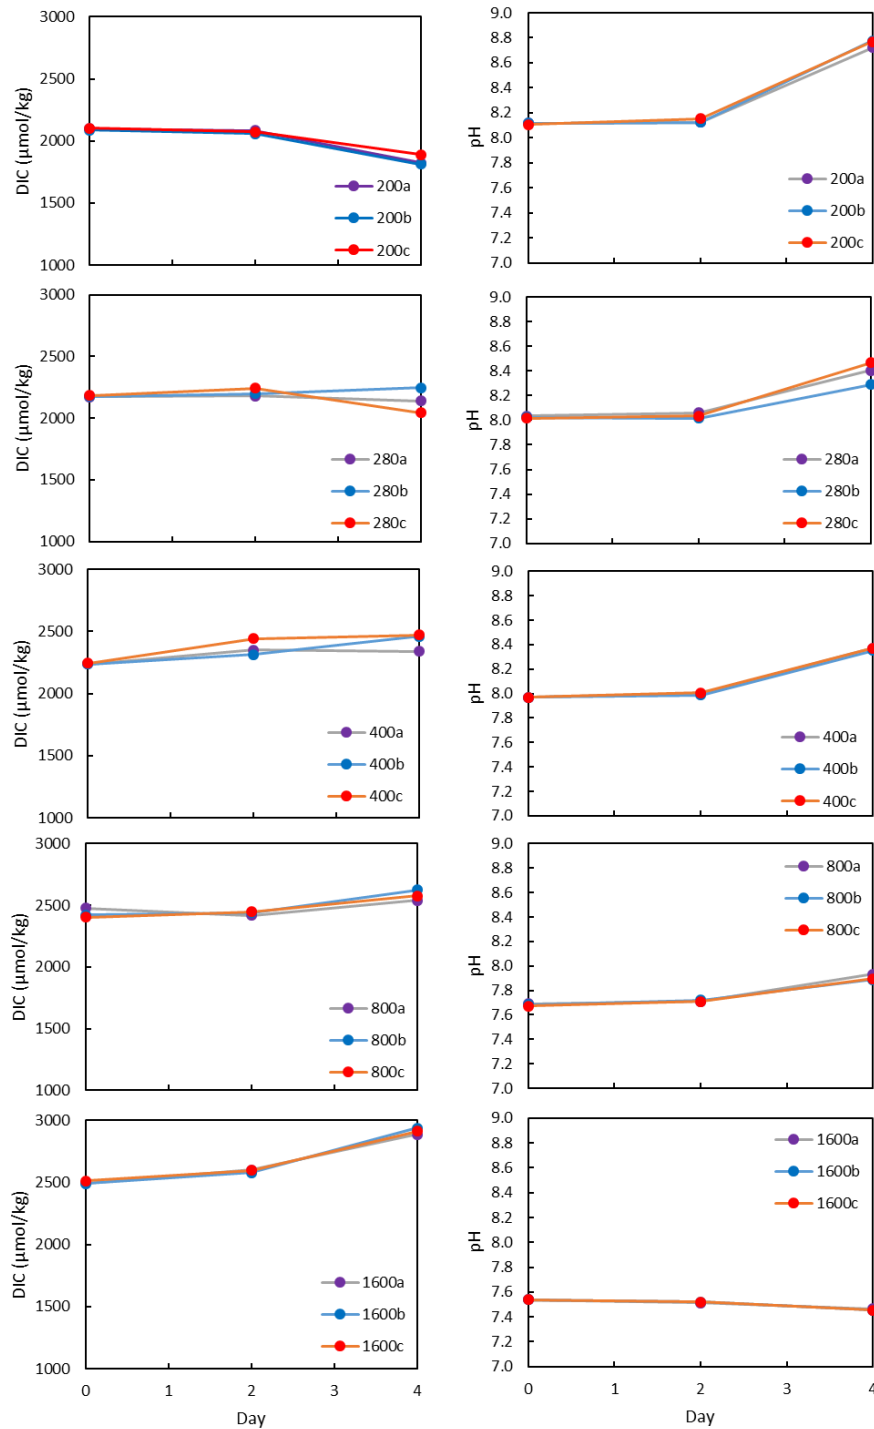 3000
2500
2000
1500
1000
DIC (µmol/kg)
200a
200b
200c
9.0
8.8
8.6
8.4
8.2
8.0
7.8
7.6
7.4
7.2
7.0
pH
200a
200b
200c
3000
2500
2000
1500
1000
DIC (µmol/kg)
280a
280b
280c
9.0
8.8
8.6
8.4
8.2
8.0
7.8
7.6
7.4
7.2
7.0
pH
0 1 2 3 4
280a
280b
280c
3000
2500
2000
1500
1000
DIC (µmol/kg)
400a
400b
400c
9.0
8.8
8.6
8.4
8.2
8.0
7.8
7.6
7.4
7.2
7.0
pH
400a
400b
400c
3000
2500
2000
1500
1000
DIC (µmol/kg)
800a
800b
800c
9.0
8.8
8.6
8.4
8.2
8.0
7.8
7.6
7.4
7.2
7.0
pH
800a
800b
800c
3000
2500
2000
1500
1000
DIC (µmol/kg)
1600a
1600b
1600c
0 1 2 3 4
Day
9.0
8.8
8.6
8.4
8.2
8.0
7.8
7.6
7.4
7.2
7.0
pH
1600a
1600b
1600c
0 1 2 3 4
Day